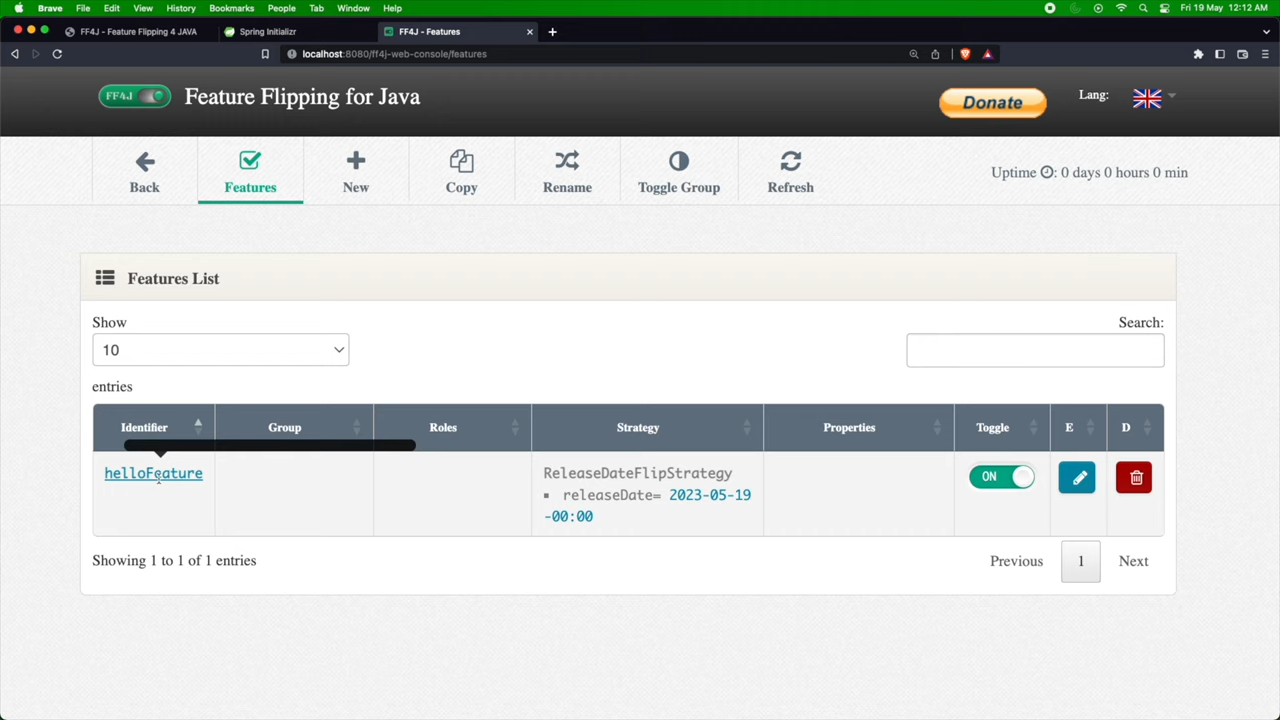 Brave File Edit View History Bookmarks People Tab Window Help Fri 19 May 12:12 AM
FF4J - Feature Flipping 4 JAVA Spring Initializr FF4J - Features
localhost:8080/ff4j-web-console/features
FF4J Feature Flipping for Java Donate Lang:
Back Features New Copy Rename Toggle Group Refresh Uptime : 0 days 0 hours 0 min
Features List
Show Search:
10
entries
Identifier Group Roles Strategy Properties Toggle E D
helloFeature ReleaseDateFlipStrategy ON
releaseDate= 2023-05-19
-00:00
Showing 1 to 1 of 1 entries Previous 1 Next